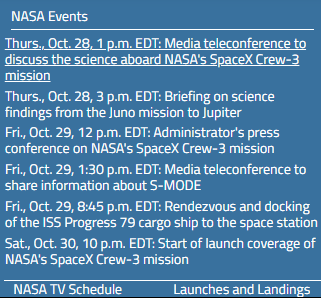 NASA Events
Thurs., Oct. 28, 1 p.m. EDT: Media teleconference to
discuss the science aboard NASA's SpaceX Crew-3
mission
Thurs., Oct. 28, 3 p.m. EDT: Briefing on science
findings from the Juno mission to Jupiter
Fri., Oct. 29, 12 p.m. EDT: Administrator's press
conference on NASA's SpaceX Crew-3 mission
Fri., Oct. 29, 1:30 p.m. EDT: Media teleconference to
share information about S-MODE
Fri., Oct. 29, 8:45 p.m. EDT: Rendezvous and docking
of the ISS Progress 79 cargo ship to the space station
Sat., Oct. 30, 10 p.m. EDT: Start of launch coverage of
NASA's SpaceX Crew-3 mission
NASA TV Schedule
Launches and Landings